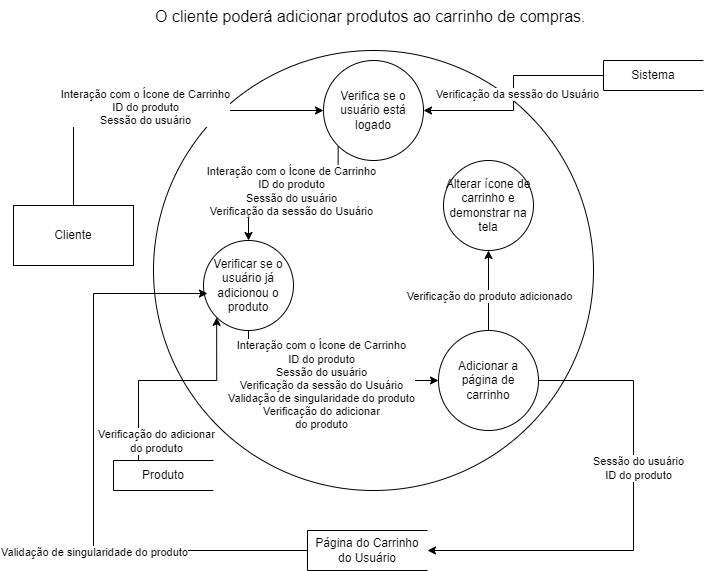 O cliente poderá adicionar produtos ao carrinho de compras.
Sistema
Interação com o Ícone de Carrinho
ID do produto
Sessão do usuário
Verifica se o
usuário está
logado
Verificação da sessão do Usuário
Interação com o Ícone de Carrinho
ID do produto
Sessão do usuário
Verificação da sessão do Usuário
Alterar ícone de
carrinho e
demonstrar na
tela
Cliente
Verificar se o
usuário já
adicionou o
produto
Verificação do produto adicionado
Interação com o Ícone de Carrinho
ID do produto
Sessão do usuário
Verificação da sessão do Usuário
Validação de singularidade do produto
Verificação do adicionar
do produto
Adicionar a
página de
carrinho
Verificação do adicionar
do produto
Produto
Sessão do usuário
ID do produto
Página do Carrinho
do Usuário
Validação de singularidade do produto